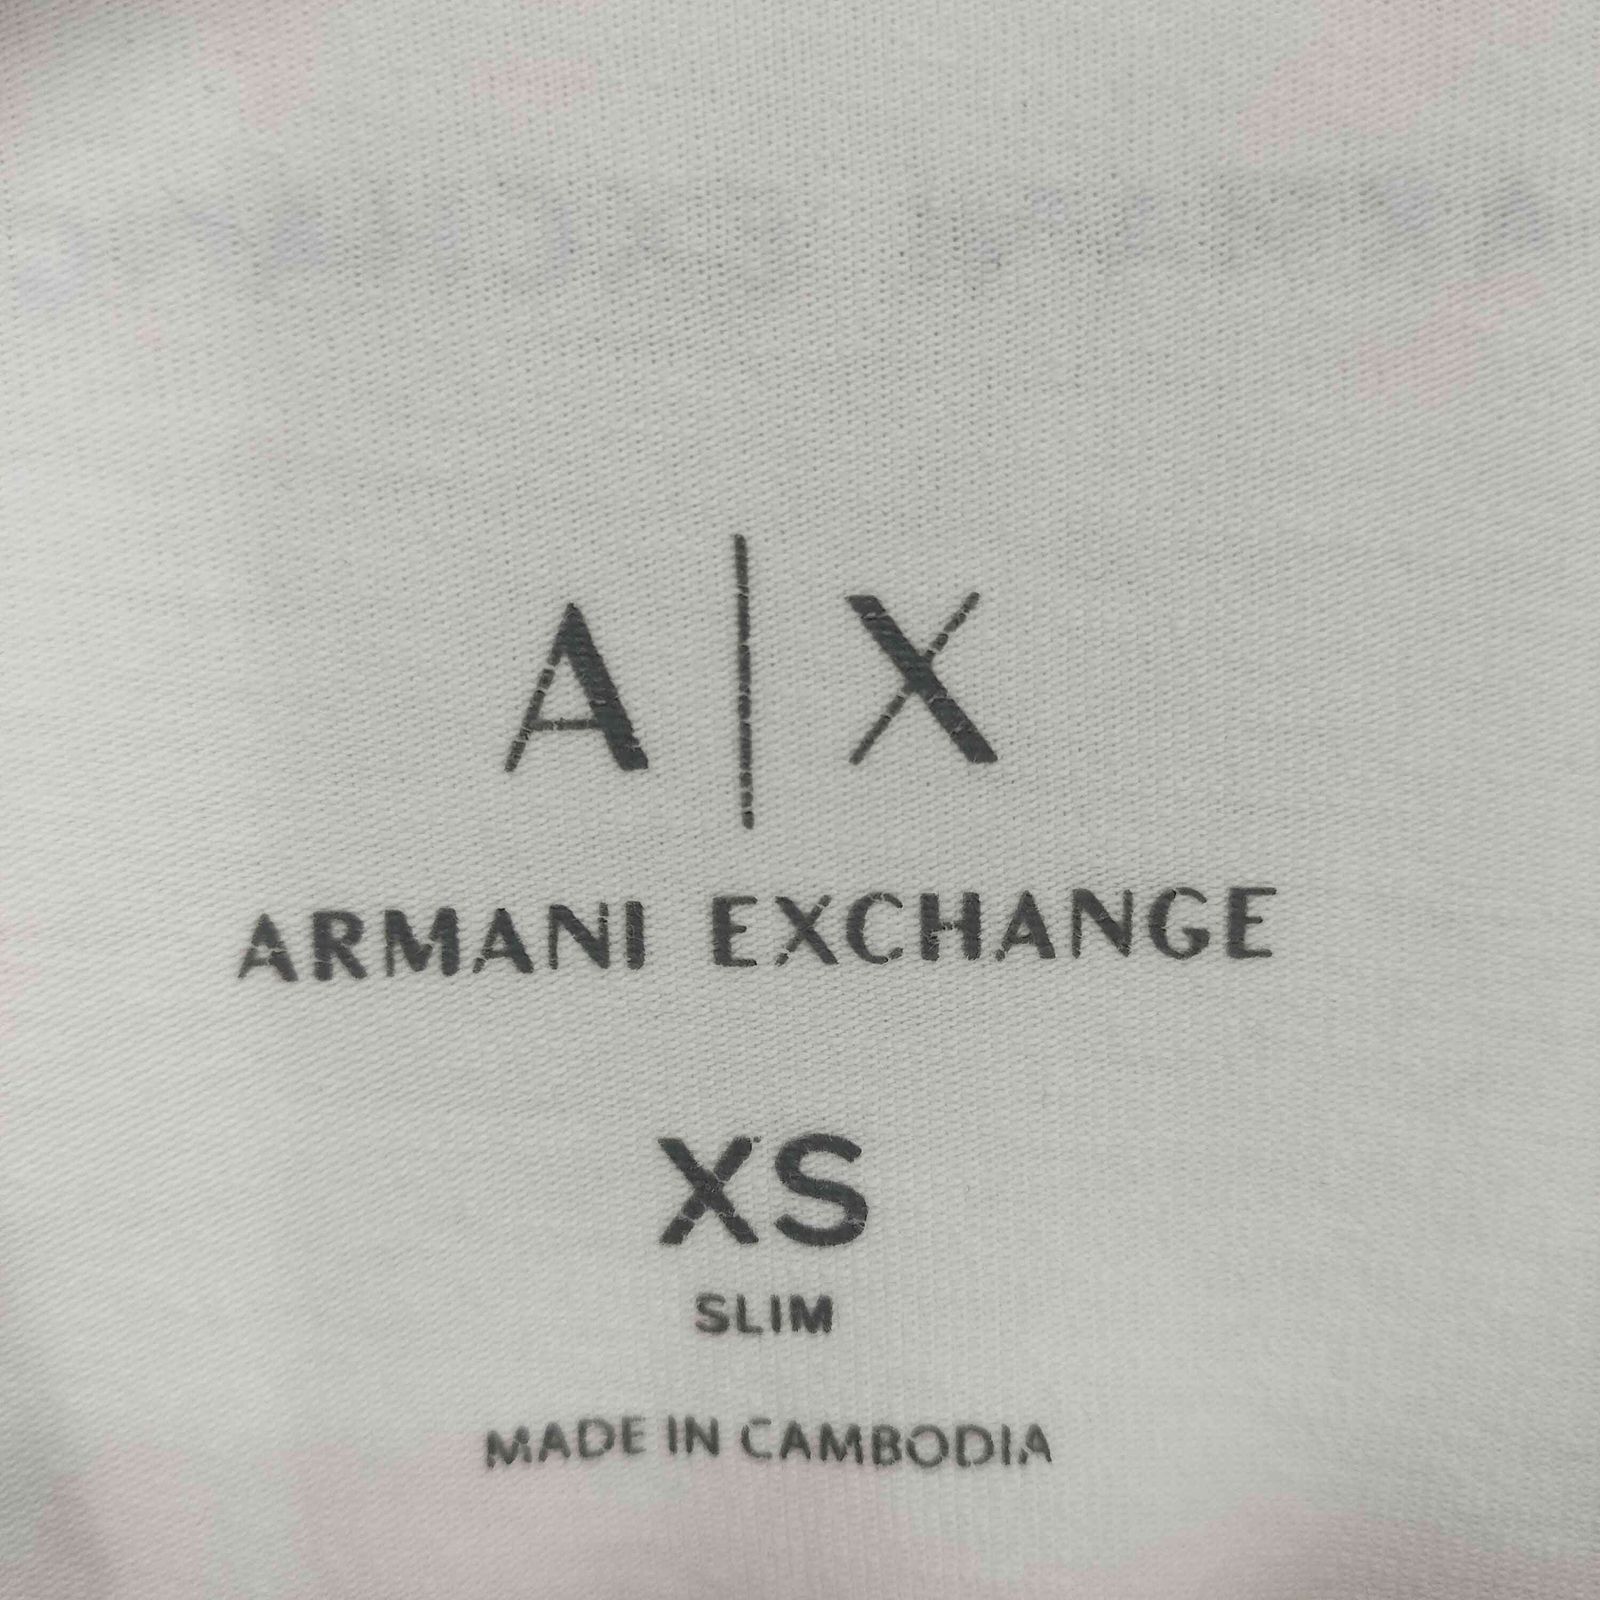 A|X
ARMANI EXCHANGE
XS
SLIM
MADE IN CAMBODIA